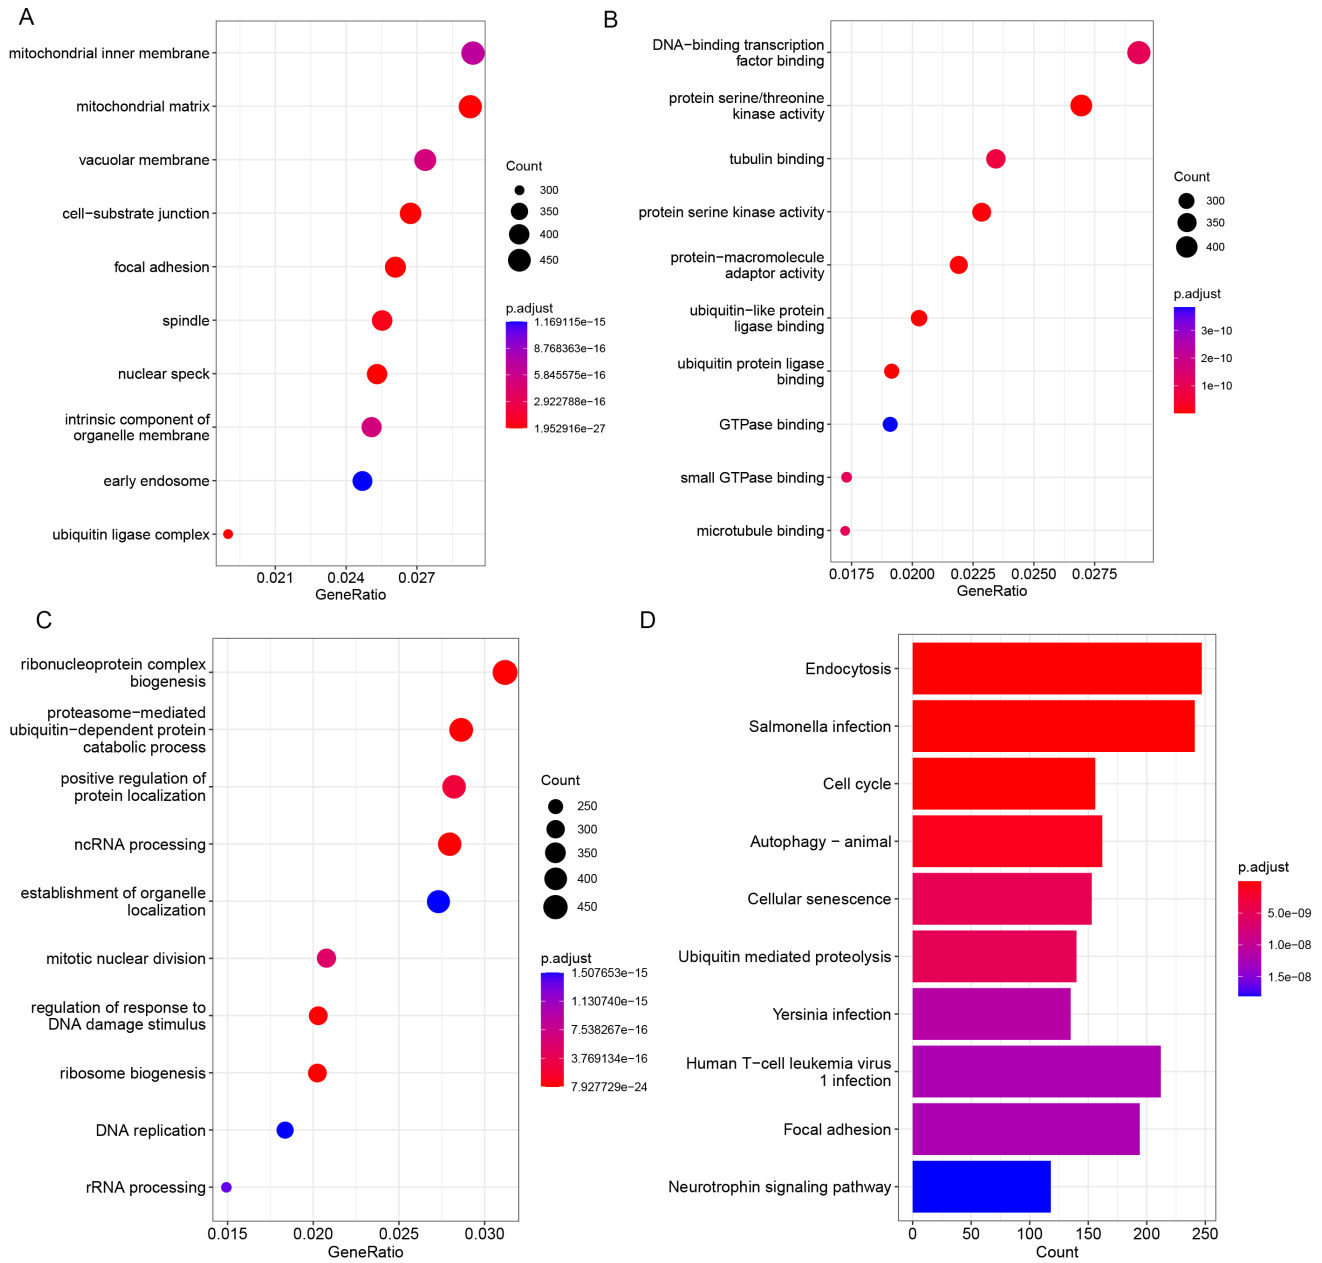 A
mitochondrial inner membrane
mitochondrial matrix
vacuolar membrane
cell−substrate junction
focal adhesion
spindle
nuclear speck
intrinsic component of
organelle membrane
early endosome
ubiquitin ligase complex
0.021
0.024
0.027
GeneRatio
Count
300
350
400
450
p.adjust
1.169115e−15
8.768363e−16
5.845575e−16
2.922788e−16
1.952916e−27
B
DNA−binding transcription
factor binding
protein serine/threonine
kinase activity
tubulin binding
protein serine kinase activity
protein−macromolecule
adaptor activity
ubiquitin−like protein
ligase binding
ubiquitin protein ligase
binding
GTPase binding
small GTPase binding
microtubule binding
0.0175
0.0200
0.0225
0.0250
0.0275
GeneRatio
Count
300
350
400
p.adjust
3e−10
2e−10
1e−10
C
ribonucleoprotein complex
biogenesis
proteasome−mediated
ubiquitin−dependent protein
catabolic process
positive regulation of
protein localization
ncRNA processing
establishment of organelle
localization
mitotic nuclear division
regulation of response to
DNA damage stimulus
ribosome biogenesis
DNA replication
rRNA processing
0.015
0.020
0.025
0.030
GeneRatio
Count
250
300
350
400
450
p.adjust
1.507653e−15
1.130740e−15
7.538267e−16
3.769134e−16
7.927729e−24
D
Endocytosis
Salmonella infection
Cell cycle
Autophagy − animal
Cellular senescence
Ubiquitin mediated proteolysis
Yersinia infection
Human T−cell leukemia virus
1 infection
Focal adhesion
Neurotrophin signaling pathway
0
50
100
150
200
250
Count
p.adjust
5.0e−09
1.0e−08
1.5e−08